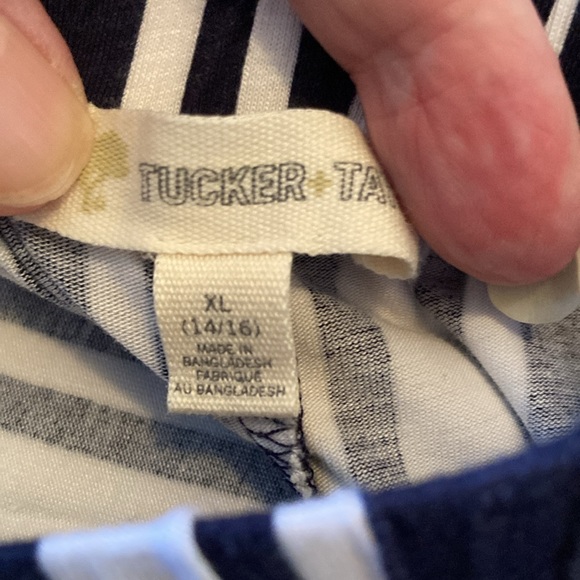 TUCKER + TA
XL
(14/16)
MADE IN
BANGLADESH
FABRIQUE
AU BANGLADESH